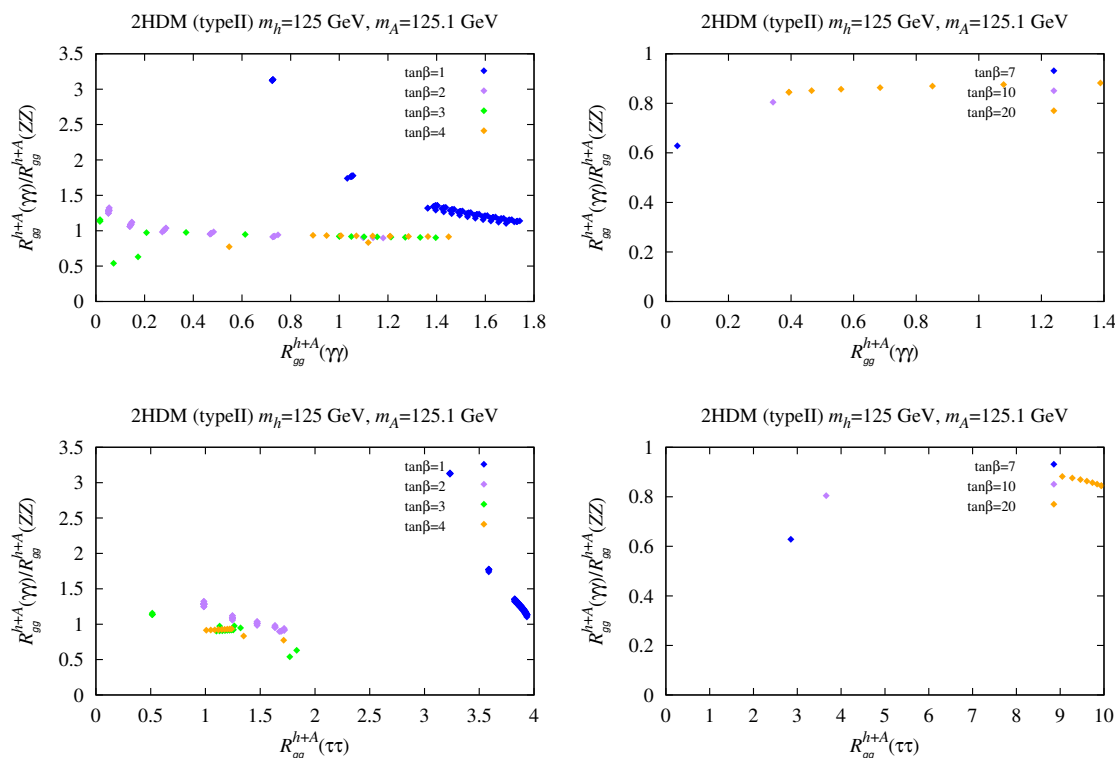 2HDM (typeII) m_h=125 GeV, m_A=125.1 GeV
R_gg^h+A(γγ)/R_gg^h+A(ZZ)
3.5
3
2.5
2
1.5
1
0.5
0
tanβ=1
tanβ=2
tanβ=3
tanβ=4
0 0.2 0.4 0.6 0.8 1 1.2 1.4 1.6 1.8
R_gg^h+A(γγ)
2HDM (typeII) m_h=125 GeV, m_A=125.1 GeV
R_gg^h+A(γγ)/R_gg^h+A(ZZ)
1
0.8
0.6
0.4
0.2
0
tanβ=7
tanβ=10
tanβ=20
0 0.2 0.4 0.6 0.8 1 1.2 1.4
R_gg^h+A(γγ)
2HDM (typeII) m_h=125 GeV, m_A=125.1 GeV
R_gg^h+A(γγ)/R_gg^h+A(ZZ)
3.5
3
2.5
2
1.5
1
0.5
0
tanβ=1
tanβ=2
tanβ=3
tanβ=4
0 0.5 1 1.5 2 2.5 3 3.5 4
R_gg^h+A(ττ)
2HDM (typeII) m_h=125 GeV, m_A=125.1 GeV
R_gg^h+A(γγ)/R_gg^h+A(ZZ)
1
0.8
0.6
0.4
0.2
0
tanβ=7
tanβ=10
tanβ=20
0 1 2 3 4 5 6 7 8 9 10
R_gg^h+A(ττ)